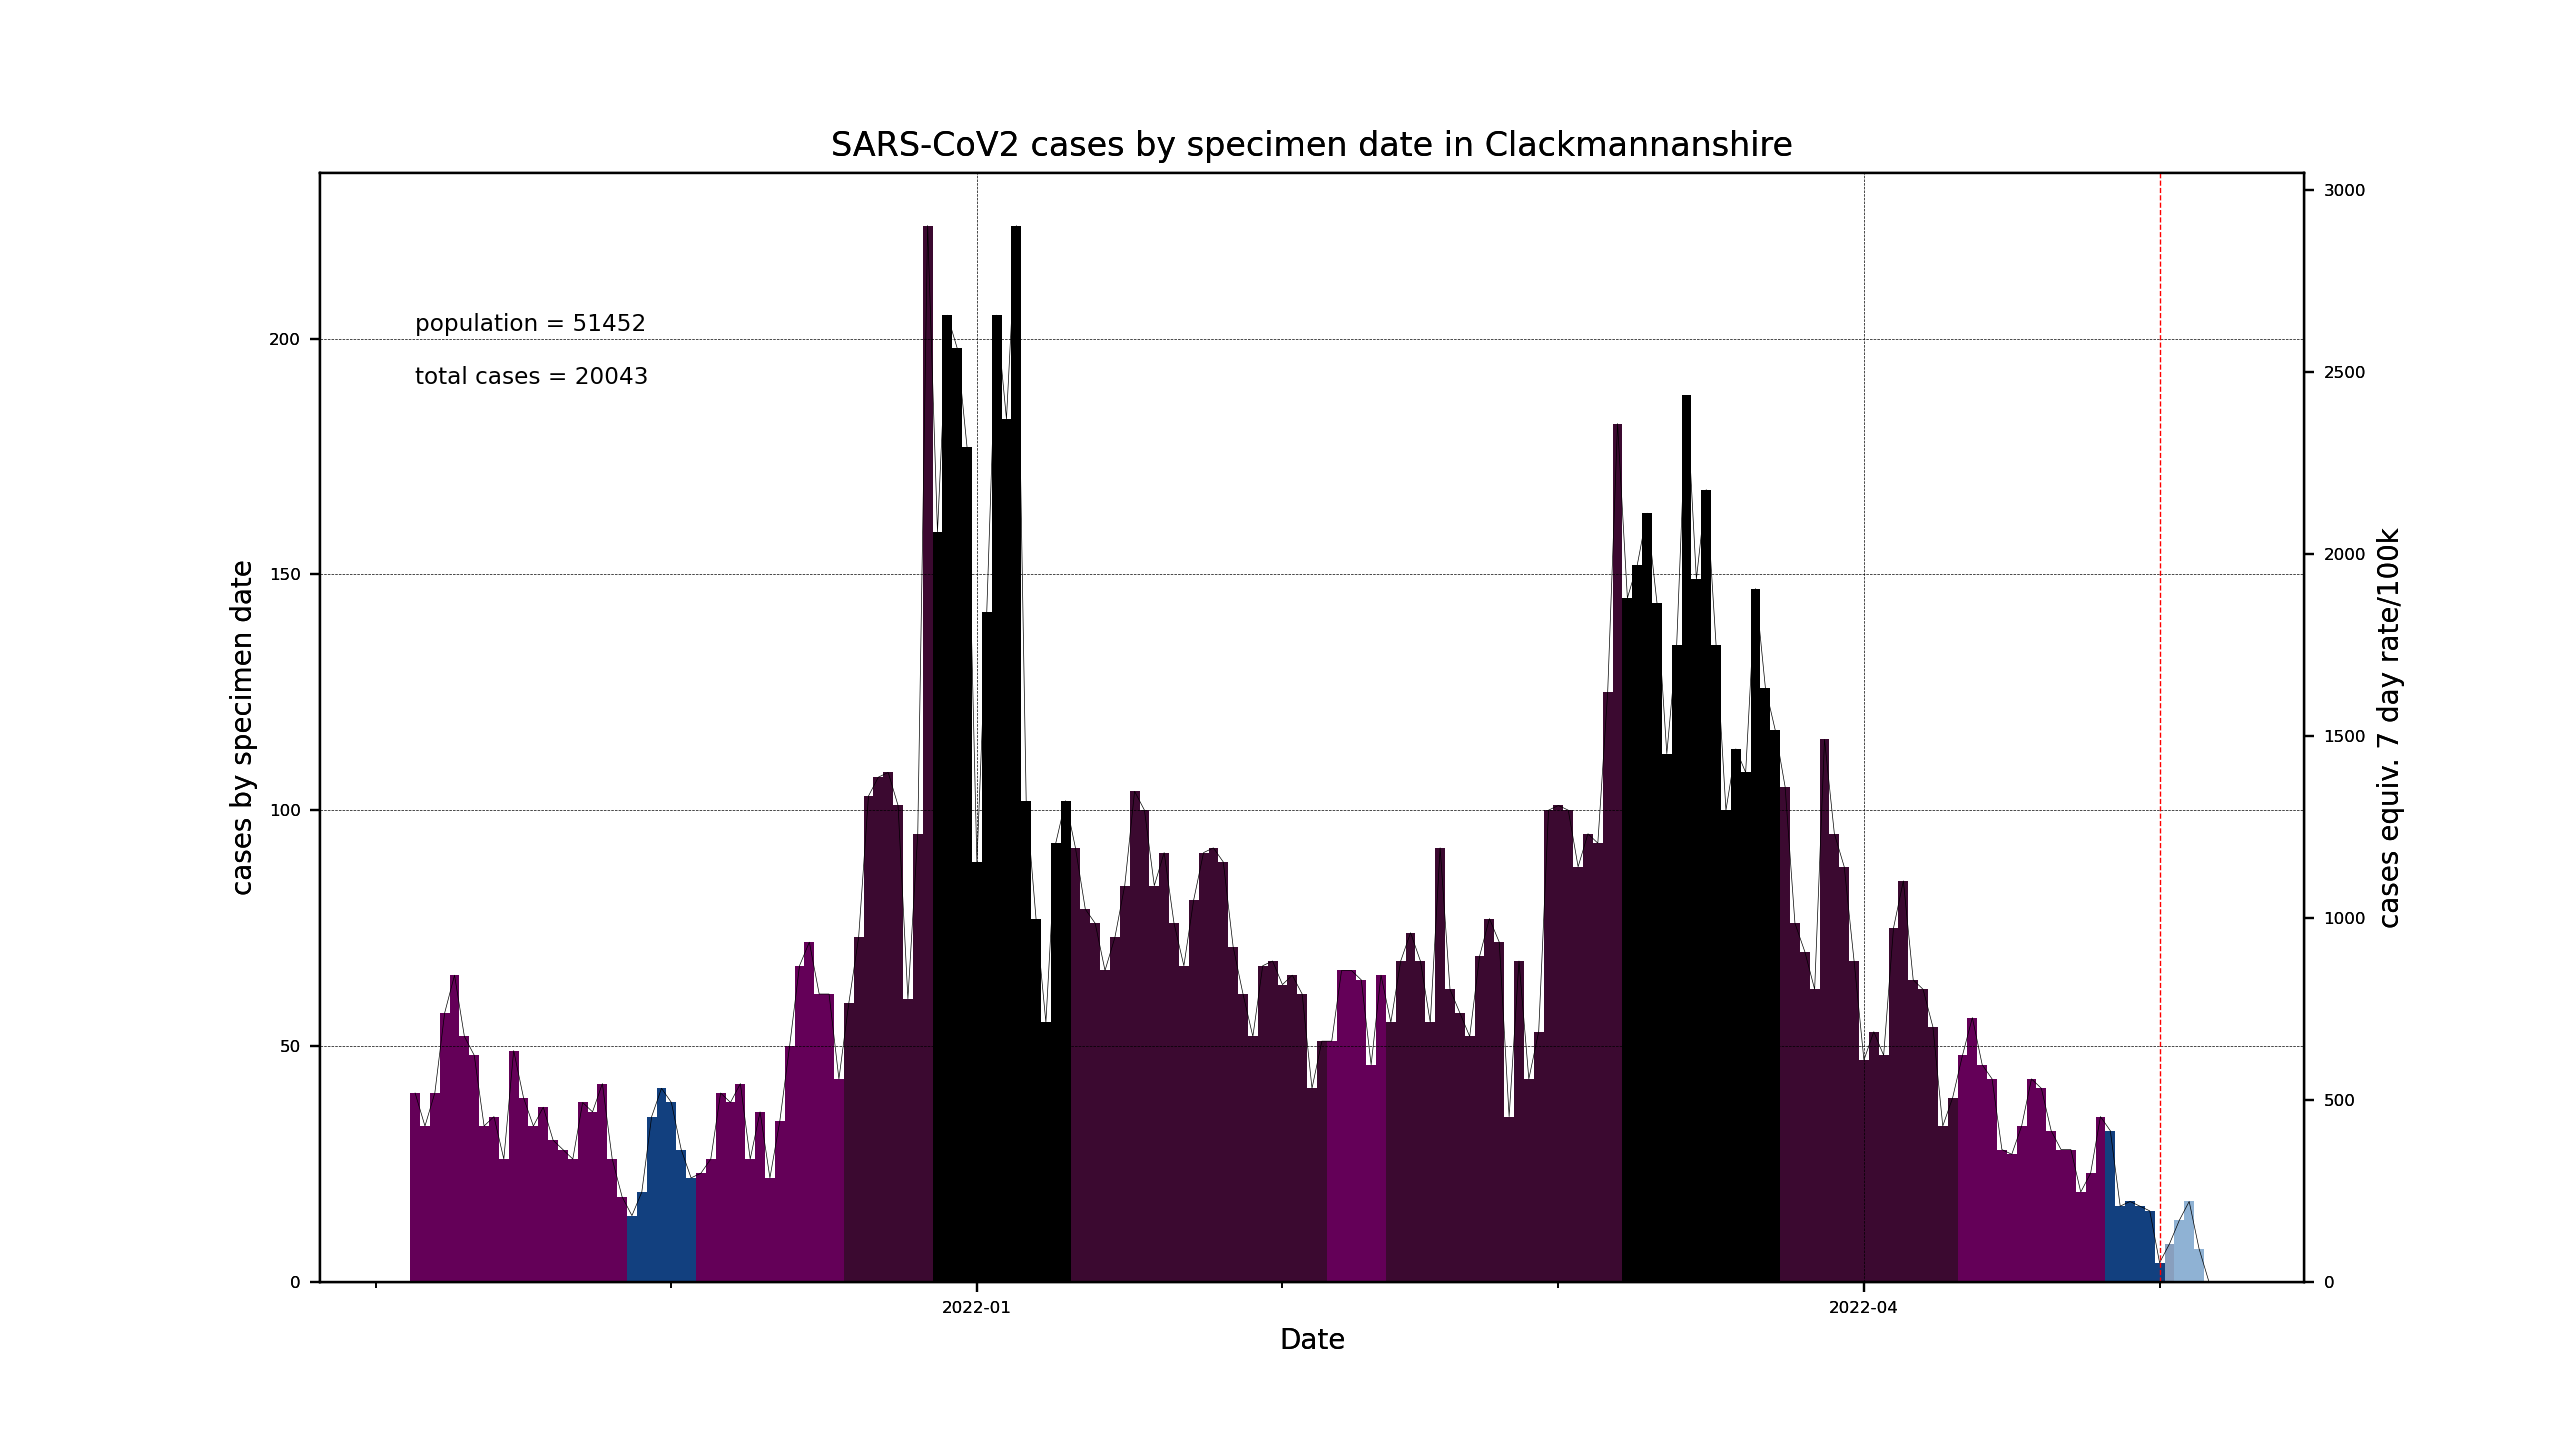 SARS-CoV2 cases by specimen date in Clackmannanshire
population = 51452
total cases = 20043
cases by specimen date
200
150
100
50
0
3000
2500
2000
1500
1000
500
0
cases equiv. 7 day rate/100k
2022-01
2022-04
Date